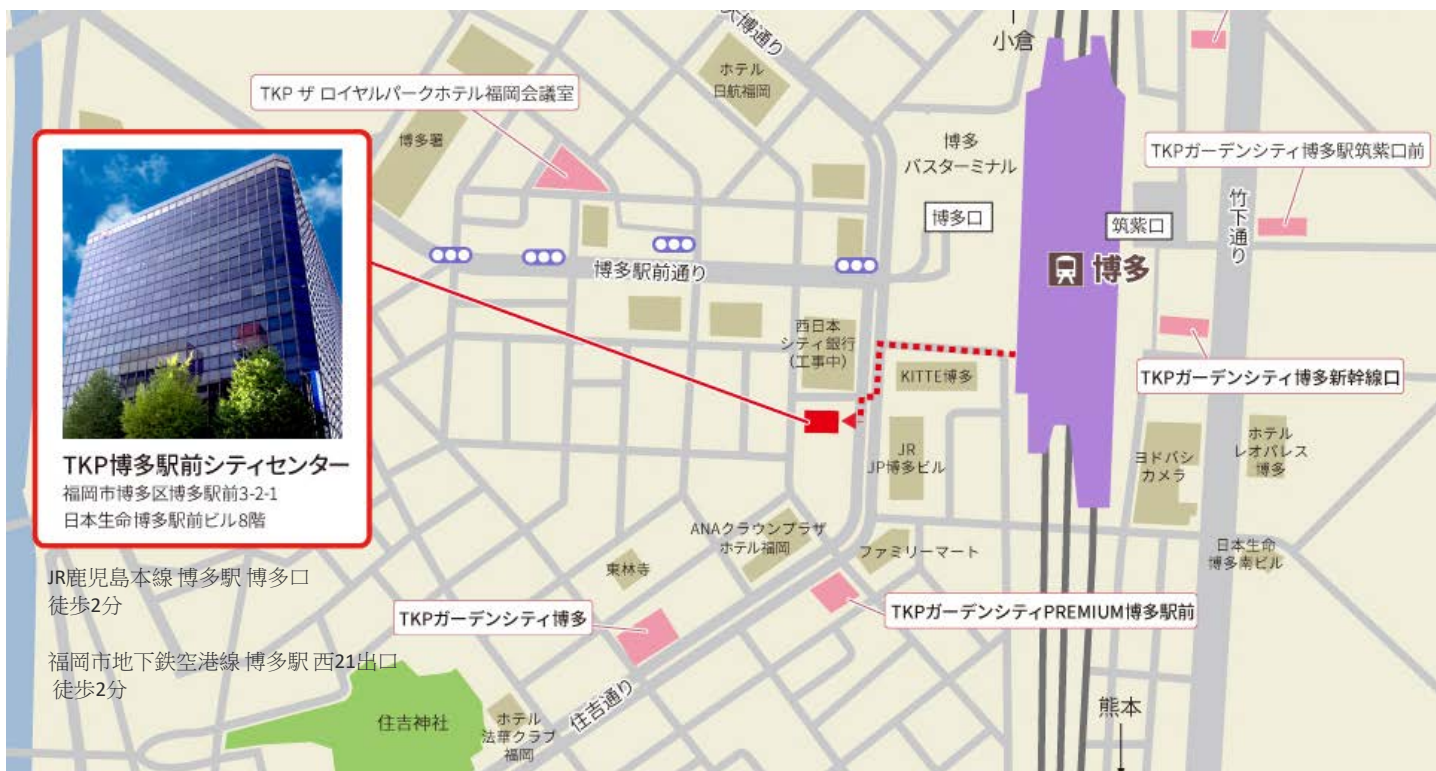 小倉
大博通り
ホテル
日航福岡
TKP ザ ロイヤルパークホテル福岡会議室
博多署
博多
バスターミナル
TKPガーデンシティ博多駅筑紫口前
竹下通り
博多口
筑紫口
博多
博多駅前通り
西日本
シティ銀行
(工事中)
KITTE博多
TKPガーデンシティ博多新幹線口
TKP博多駅前シティセンター
福岡市博多区博多駅前3-2-1
日本生命博多駅前ビル8階
JR
JP博多ビル
ヨドバシ
カメラ
ホテル
レオパレス
博多
ANAクラウンプラザ
ホテル福岡
ファミリーマート
日本生命
博多南ビル
東林寺
JR鹿児島本線 博多駅 博多口
徒歩2分
TKPガーデンシティ博多
TKPガーデンシティPREMIUM博多駅前
福岡市地下鉄空港線 博多駅 西21出口
徒歩2分
住吉神社
ホテル
法華クラブ
福岡
住吉通り
熊本